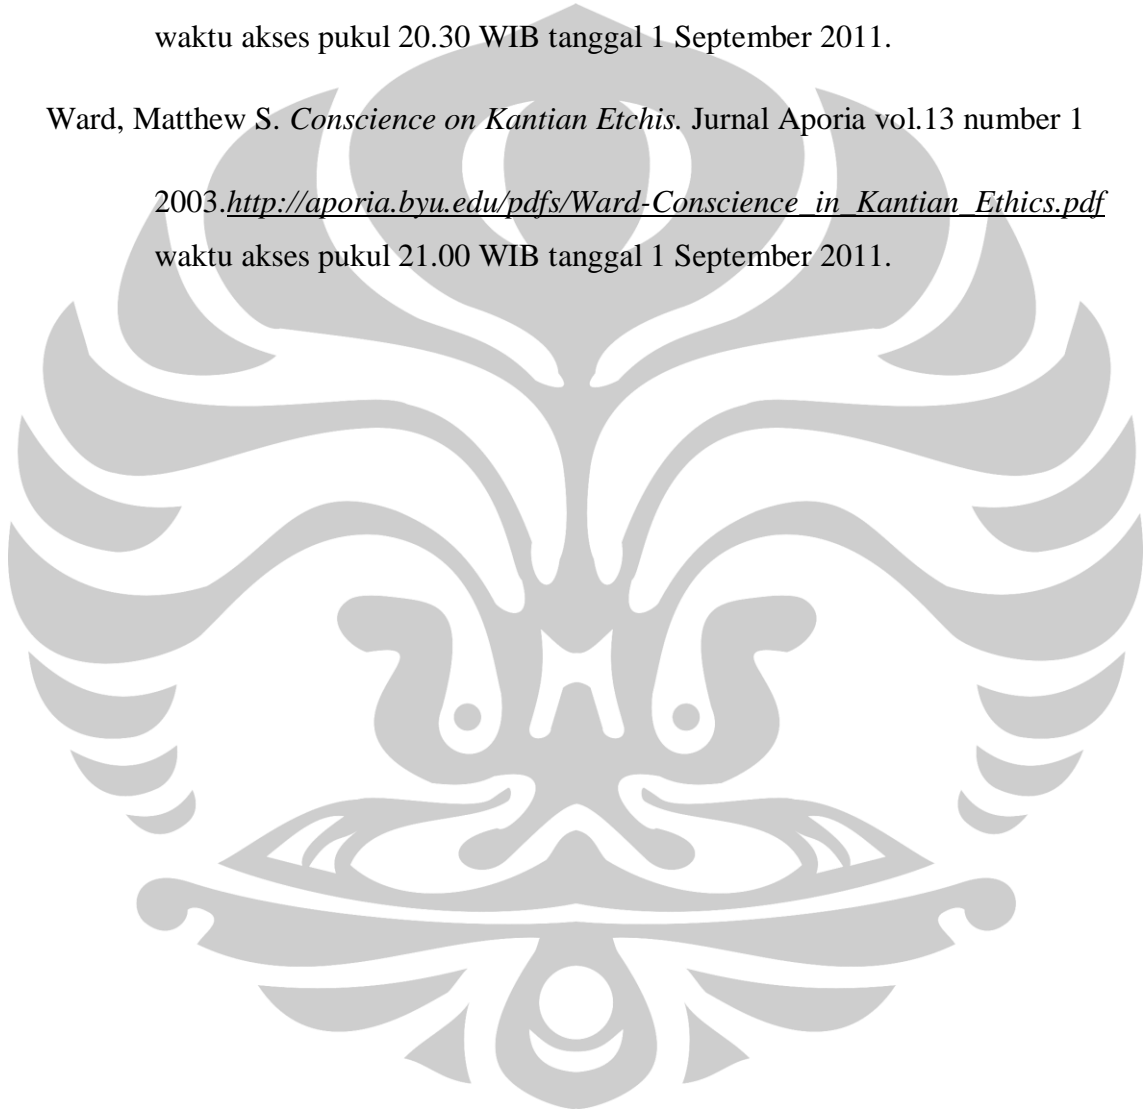 waktu akses pukul 20.30 WIB tanggal 1 September 2011.
Ward, Matthew S. Conscience on Kantian Etchis. Jurnal Aporia vol.13 number 1
2003.http://aporia.byu.edu/pdfs/Ward-Conscience_in_Kantian_Ethics.pdf
waktu akses pukul 21.00 WIB tanggal 1 September 2011.